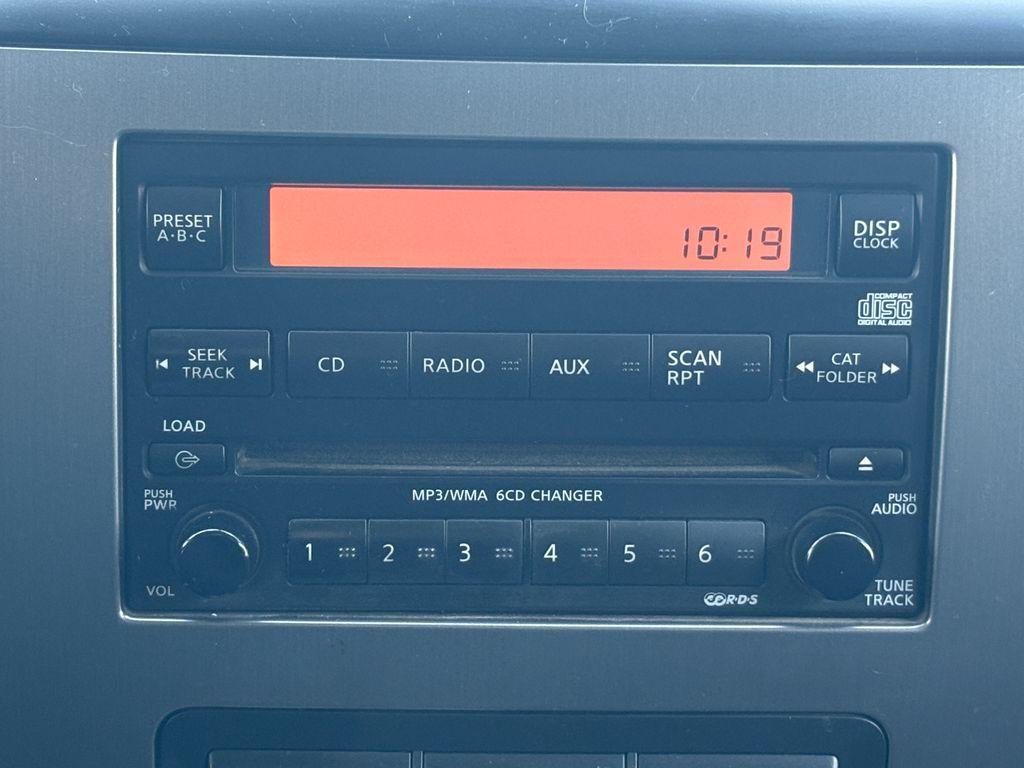 PRESET
A·B·C
10:19
DISP
CLOCK
COMPACT
disc
DIGITAL AUDIO
SEEK
TRACK
CD
RADIO
AUX
SCAN
RPT
CAT
FOLDER
LOAD
MP3/WMA 6CD CHANGER
PUSH
PWR
PUSH
AUDIO
1 2 3 4 5 6
VOL
R·D·S
TUNE
TRACK